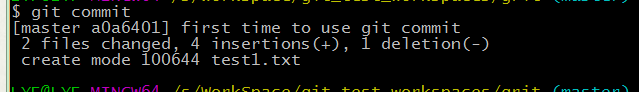 $ git commit
[master a0a6401] first time to use git commit
 2 files changed, 4 insertions(+), 1 deletion(-)
 create mode 100644 test1.txt